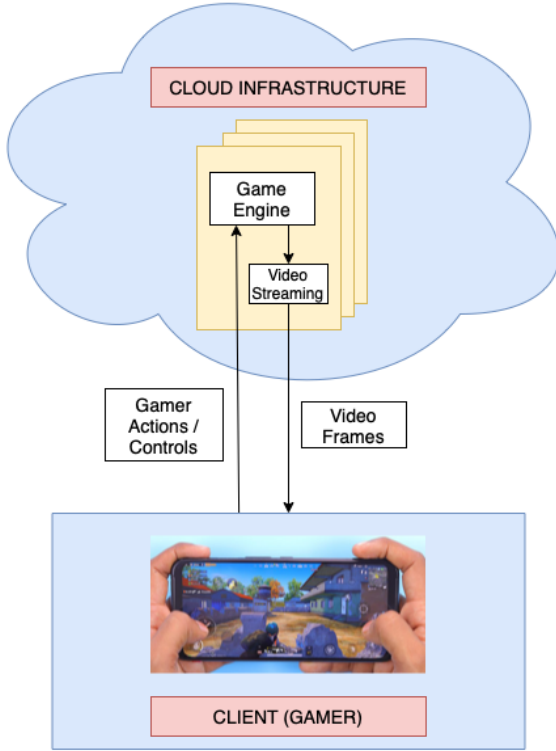 CLOUD INFRASTRUCTURE
Game
Engine
Video
Streaming
Gamer
Actions /
Controls
Video
Frames
CLIENT (GAMER)